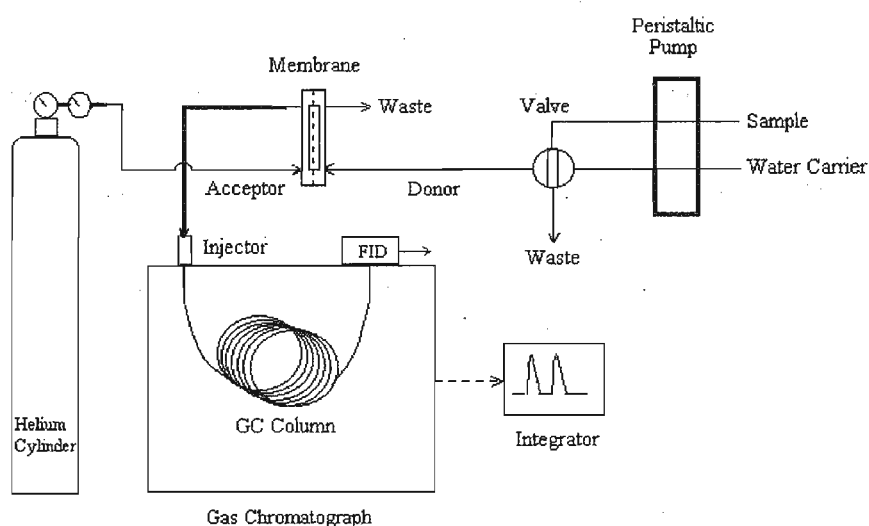 Peristaltic
Pump
Membrane
Waste
Valve
Sample
Water Carrier
Acceptor
Donor
Injector
FID
Waste
GC Column
Helium
Cylinder
Integrator
Gas Chromatograph